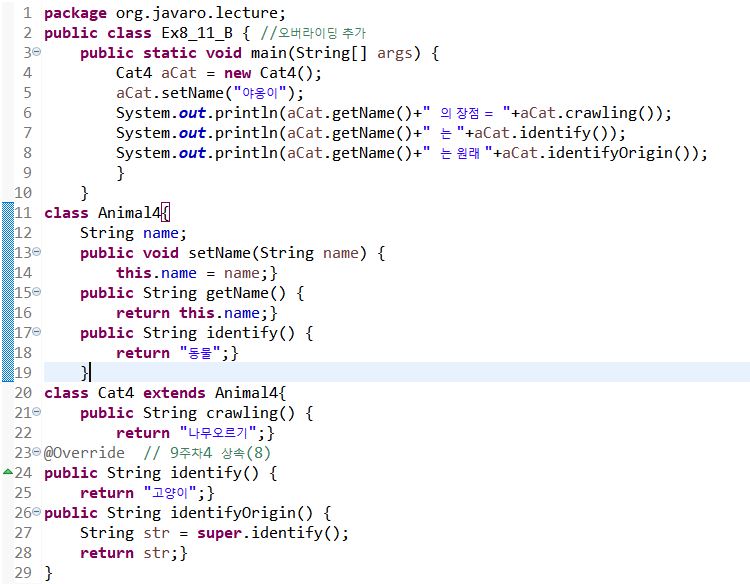 1 package org.javaro.lecture;
2 public class Ex8_11_B { //오버라이딩 추가
3 public static void main(String[] args) {
4 Cat4 aCat = new Cat4();
5 aCat.setName("야옹이");
6 System.out.println(aCat.getName()+" 의 장점 = "+aCat.crawling());
7 System.out.println(aCat.getName()+" 는 "+aCat.identify());
8 System.out.println(aCat.getName()+" 는 원래 "+aCat.identifyOrigin());
9 }
10 }
11 class Animal4{
12 String name;
13 public void setName(String name) {
14 this.name = name;}
15 public String getName() {
16 return this.name;}
17 public String identify() {
18 return "동물";}
19 }
20 class Cat4 extends Animal4{
21 public String crawling() {
22 return "나무오르기";}
23 @Override // 9주차4 상속(8)
24 public String identify() {
25 return "고양이";}
26 public String identifyOrigin() {
27 String str = super.identify();
28 return str;}
29 }